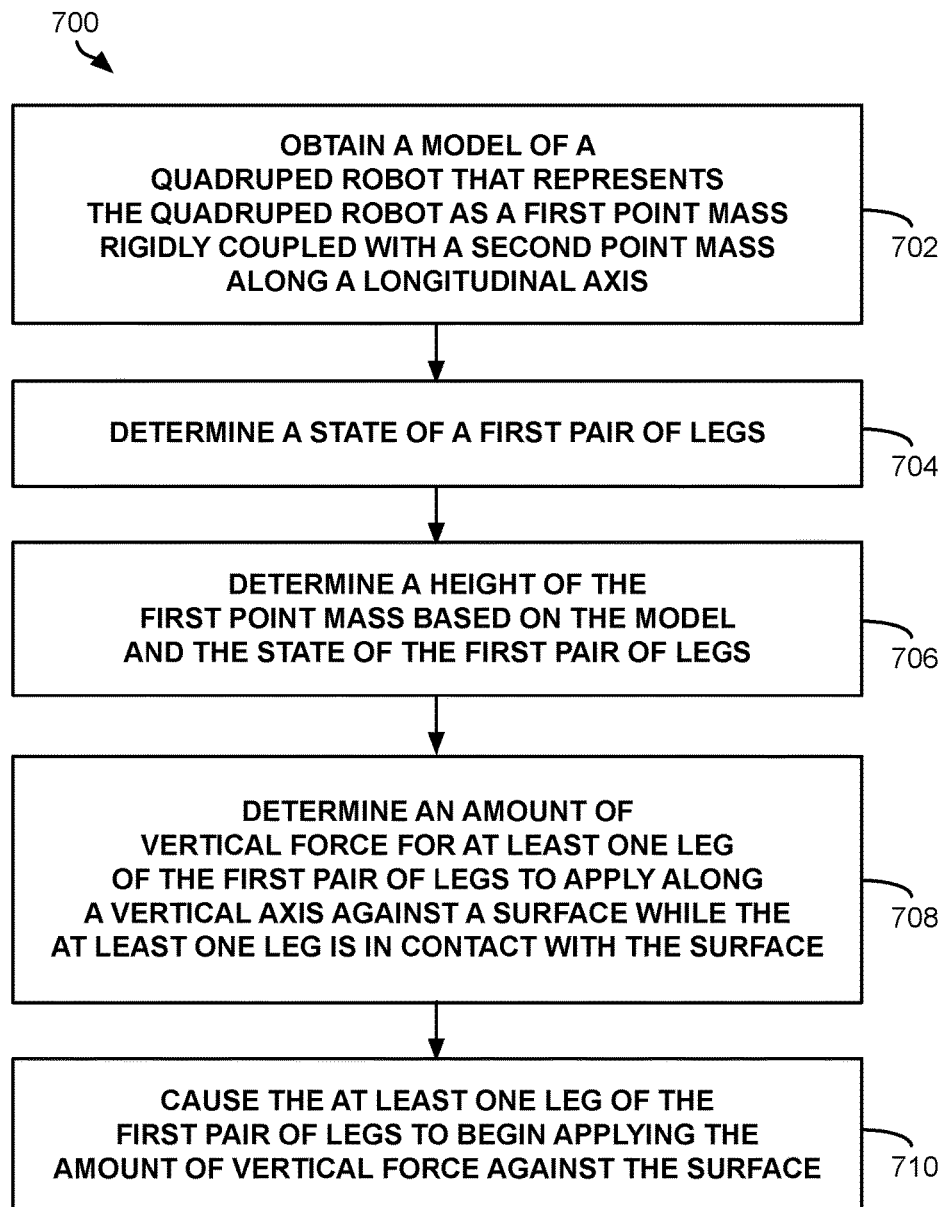 700
OBTAIN A MODEL OF A
QUADRUPED ROBOT THAT REPRESENTS
THE QUADRUPED ROBOT AS A FIRST POINT MASS
RIGIDLY COUPLED WITH A SECOND POINT MASS
ALONG A LONGITUDINAL AXIS
702
DETERMINE A STATE OF A FIRST PAIR OF LEGS
704
DETERMINE A HEIGHT OF THE
FIRST POINT MASS BASED ON THE MODEL
AND THE STATE OF THE FIRST PAIR OF LEGS
706
DETERMINE AN AMOUNT OF
VERTICAL FORCE FOR AT LEAST ONE LEG
OF THE FIRST PAIR OF LEGS TO APPLY ALONG
A VERTICAL AXIS AGAINST A SURFACE WHILE THE
AT LEAST ONE LEG IS IN CONTACT WITH THE SURFACE
708
CAUSE THE AT LEAST ONE LEG OF THE
FIRST PAIR OF LEGS TO BEGIN APPLYING THE
AMOUNT OF VERTICAL FORCE AGAINST THE SURFACE
710